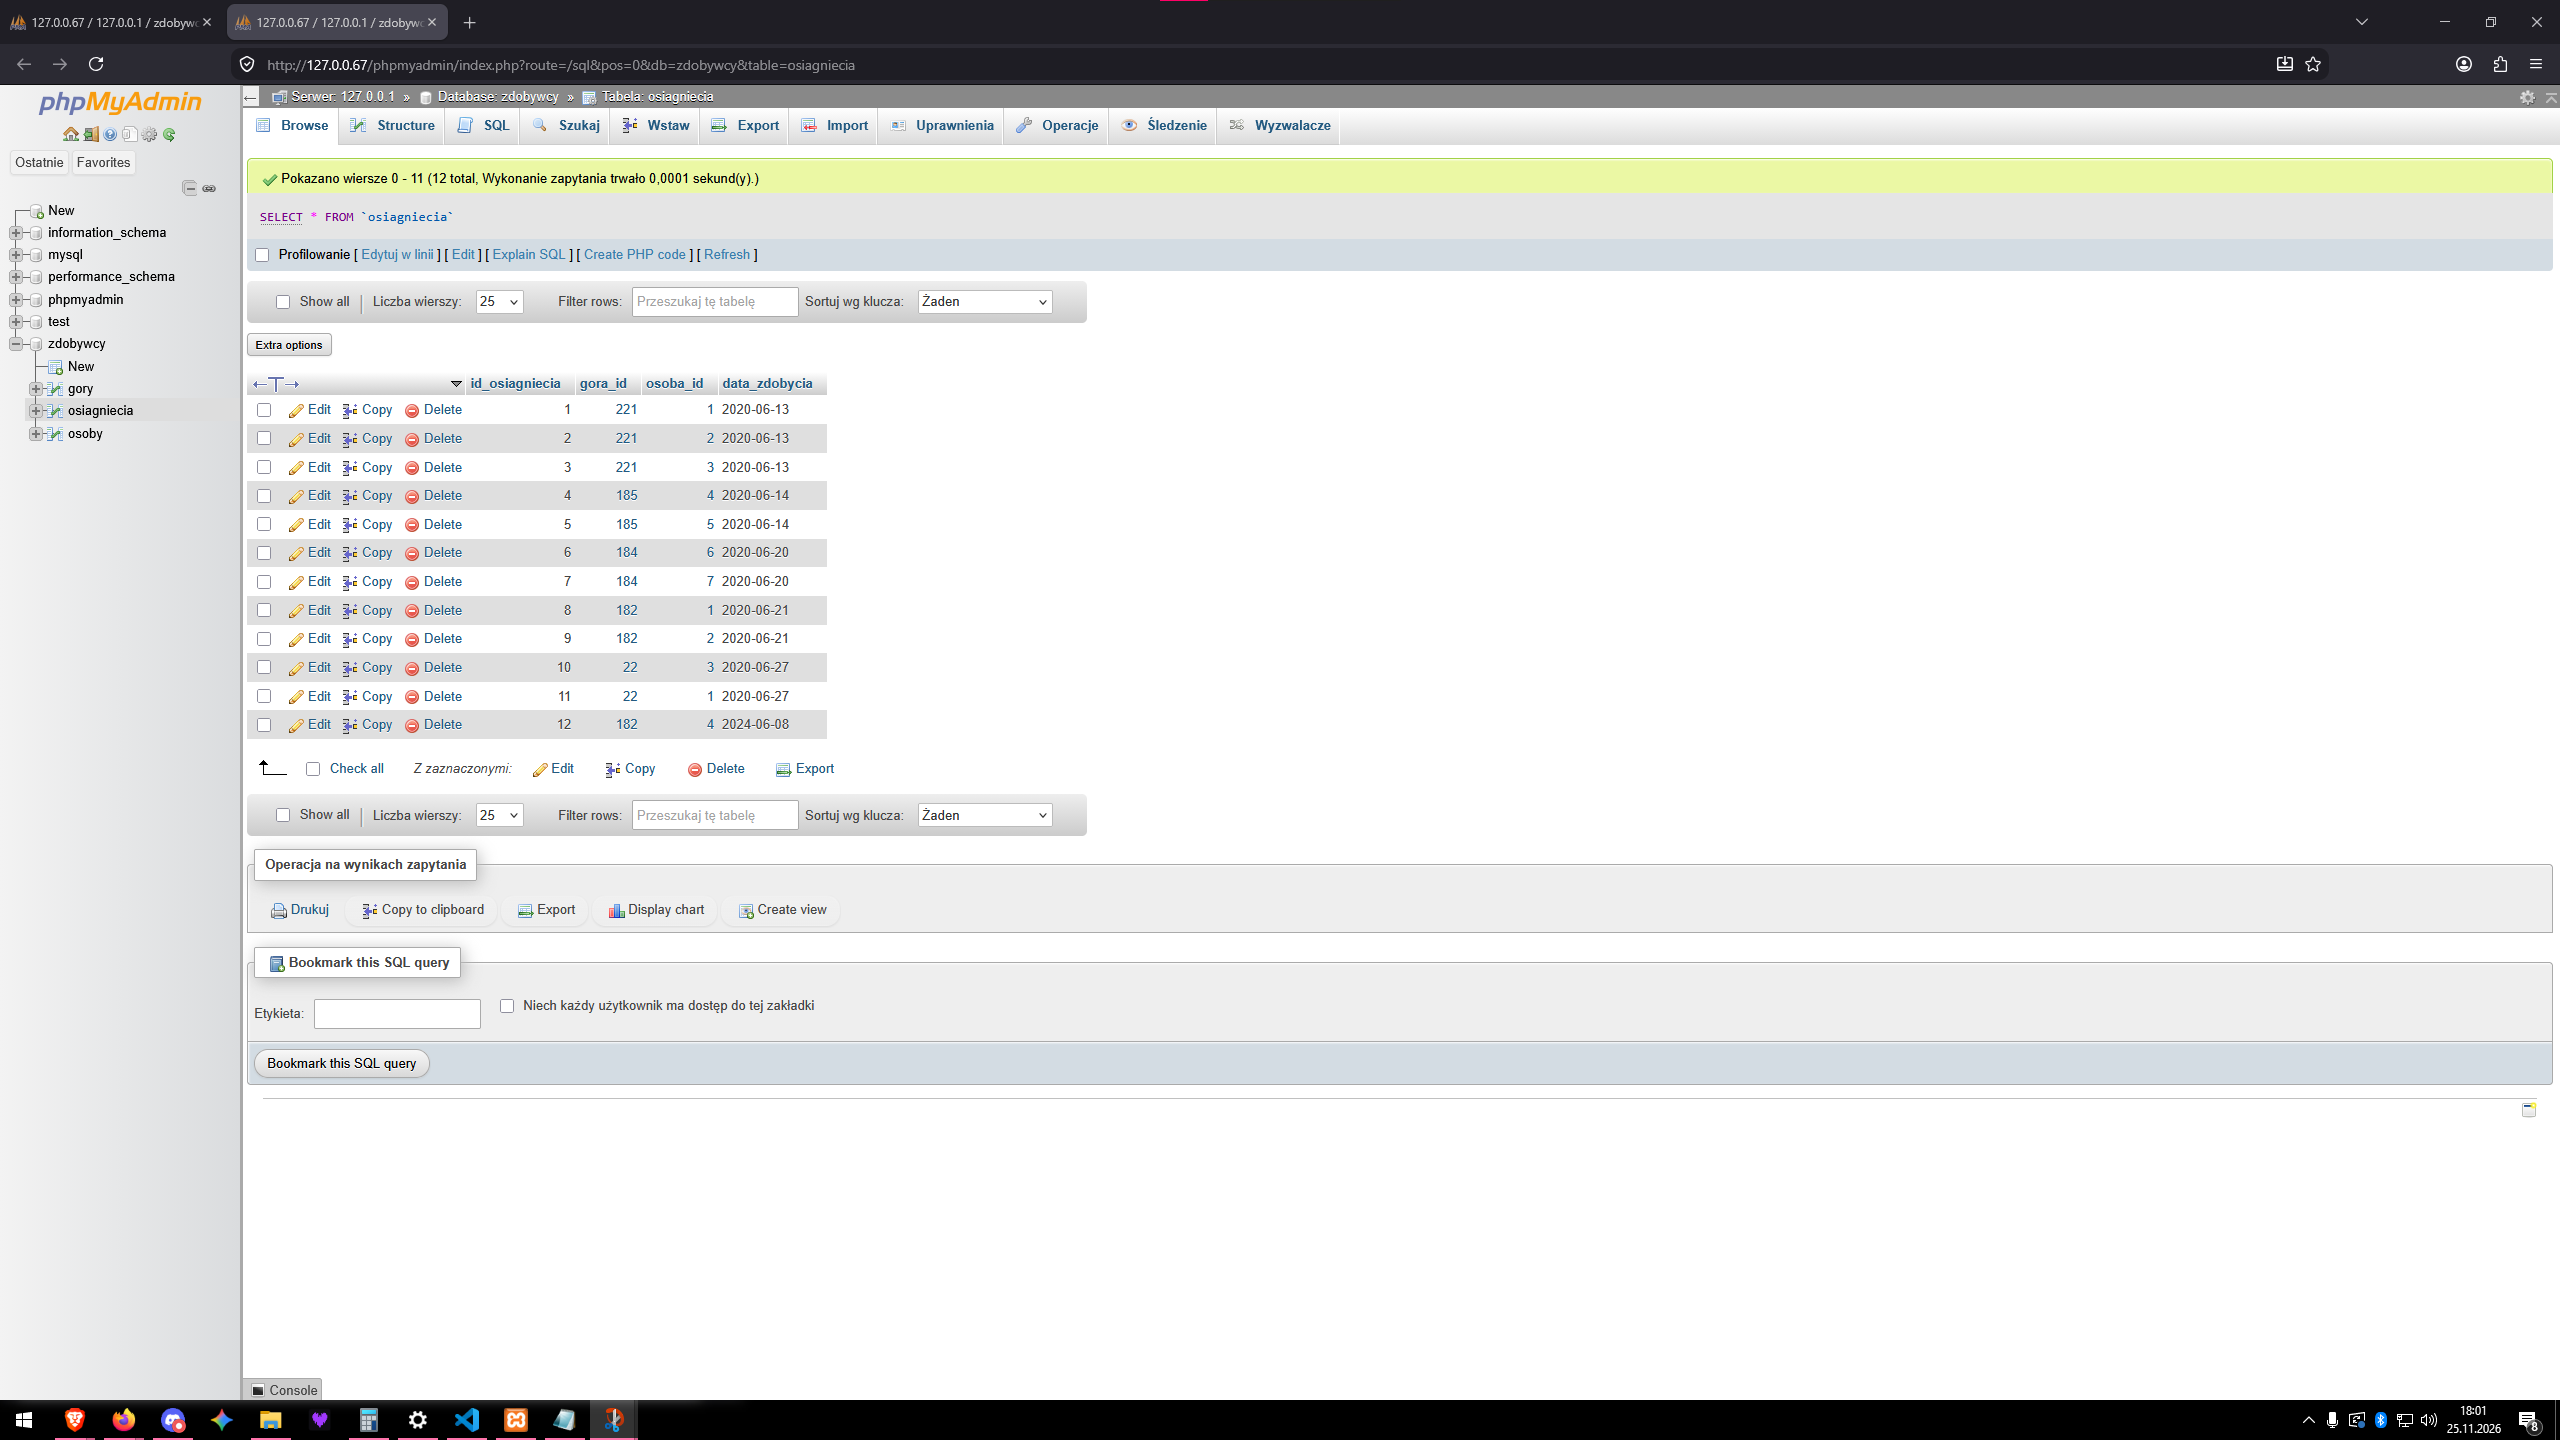 127.0.0.67 / 127.0.0.1 / zdobywc
127.0.0.67 / 127.0.0.1 / zdobywc
http://127.0.0.67/phpmyadmin/index.php?route=/sql&pos=0&db=zdobywcy&table=osiagniecia
phpMyAdmin
Ostatnie Favorites
New
information_schema
mysql
performance_schema
phpmyadmin
test
zdobywcy
New
gory
osiagniecia
osoby
Serwer: 127.0.0.1 » Database: zdobywcy » Tabela: osiagniecia
Browse Structure SQL Szukaj Wstaw Export Import Uprawnienia Operacje Śledzenie Wyzwalacze
Pokazano wiersze 0 - 11 (12 total, Wykonanie zapytania trwało 0,0001 sekund(y).)
SELECT * FROM `osiagniecia`
Profilowanie [ Edytuj w linii ] [ Edit ] [ Explain SQL ] [ Create PHP code ] [ Refresh ]
Show all Liczba wierszy: 25 Filter rows: Przeszukaj tę tabelę Sortuj wg klucza: Żaden
Extra options
←T→ id_osiagniecia gora_id osoba_id data_zdobycia
Edit Copy Delete 1 221 1 2020-06-13
Edit Copy Delete 2 221 2 2020-06-13
Edit Copy Delete 3 221 3 2020-06-13
Edit Copy Delete 4 185 4 2020-06-14
Edit Copy Delete 5 185 5 2020-06-14
Edit Copy Delete 6 184 6 2020-06-20
Edit Copy Delete 7 184 7 2020-06-20
Edit Copy Delete 8 182 1 2020-06-21
Edit Copy Delete 9 182 2 2020-06-21
Edit Copy Delete 10 22 3 2020-06-27
Edit Copy Delete 11 22 1 2020-06-27
Edit Copy Delete 12 182 4 2024-06-08
Check all Z zaznaczonymi: Edit Copy Delete Export
Show all Liczba wierszy: 25 Filter rows: Przeszukaj tę tabelę Sortuj wg klucza: Żaden
Operacja na wynikach zapytania
Drukuj Copy to clipboard Export Display chart Create view
Bookmark this SQL query
Etykieta: Niech każdy użytkownik ma dostęp do tej zakładki
Bookmark this SQL query
Console
18:01
25.11.2026
8